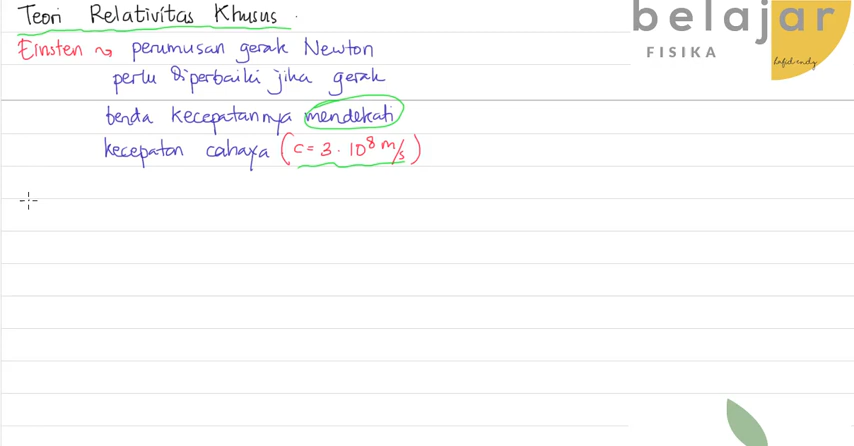 Teori Relativitas Khusus
belajar
FISIKA
Einsten ⤳ perumusan gerak Newton
perlu diperbaiki jika gerak
benda kecepatannya mendekati
kecepatan cahaya (c = 3 . 10⁸ m/s)